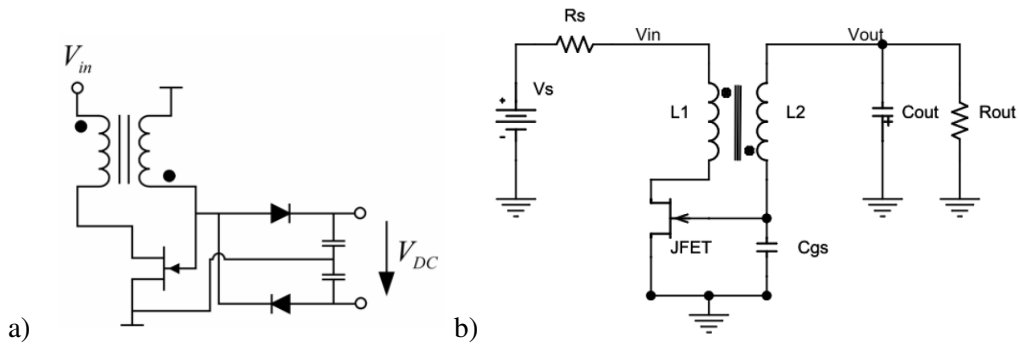 a)
V_in
V_DC
b)
Rs
Vin
Vout
Vs
+
-
L1
L2
Cout
+
Rout
JFET
Cgs